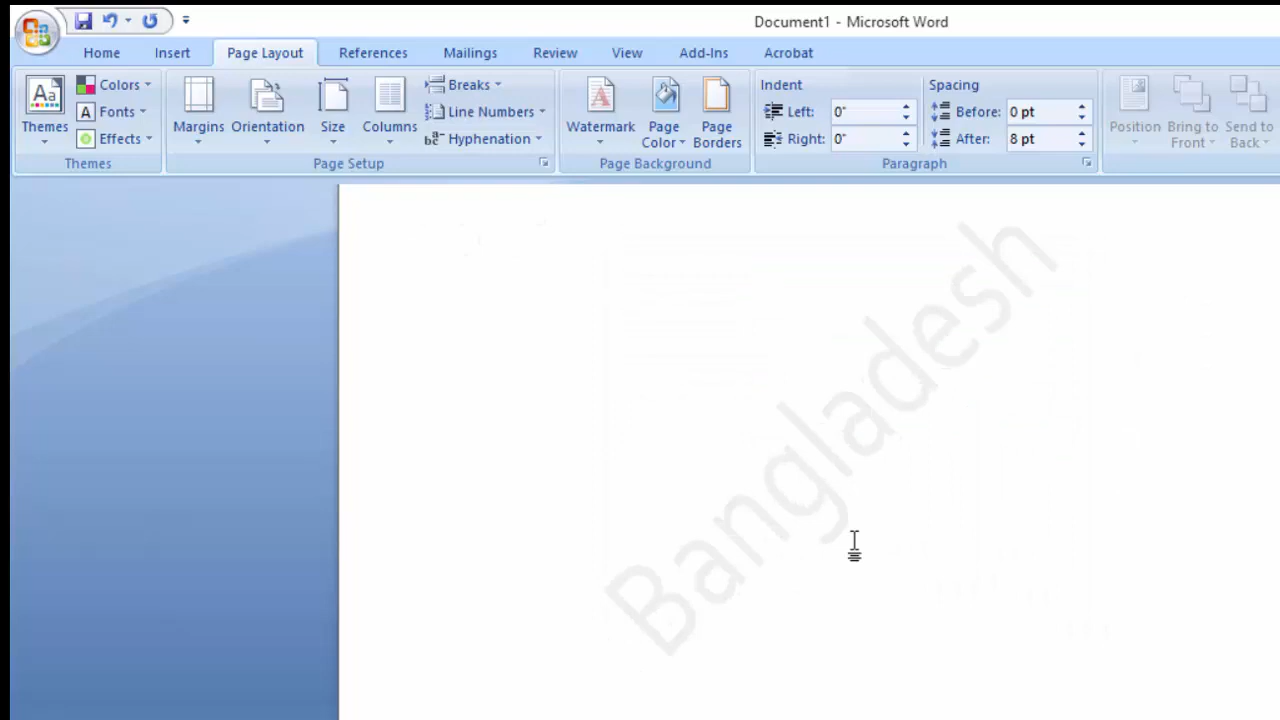 Document1 - Microsoft Word
Home Insert Page Layout References Mailings Review View Add-Ins Acrobat
Aa Themes Colors A Fonts Effects
Margins Orientation Size Columns Breaks Line Numbers Hyphenation
A Watermark Page Color Page Borders
Indent
Left: 0"
Right: 0"
Spacing
Before: 0 pt
After: 8 pt
Position Bring to Front Send to Back
Themes Page Setup Page Background Paragraph
Bangladesh